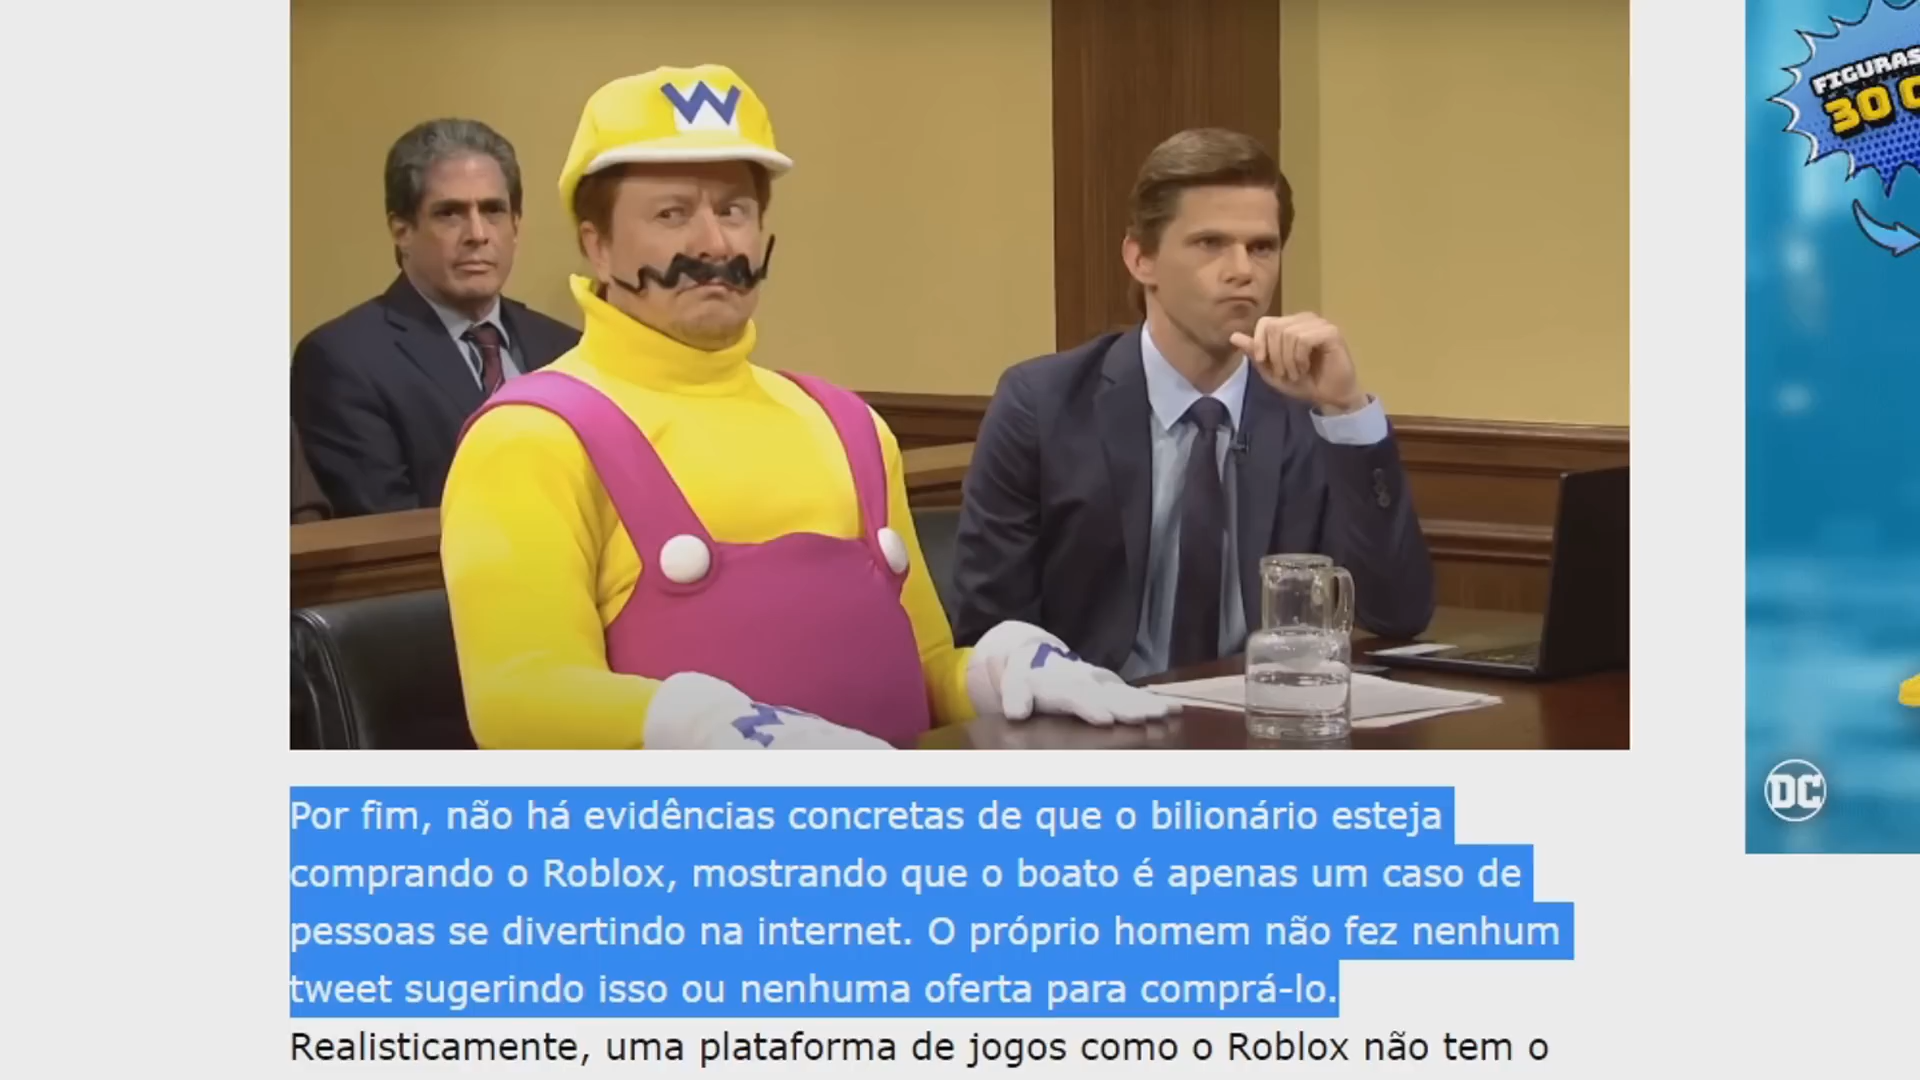 W
FIGURAS
30 C
DC
Por fim, não há evidências concretas de que o bilionário esteja
comprando o Roblox, mostrando que o boato é apenas um caso de
pessoas se divertindo na internet. O próprio homem não fez nenhum
tweet sugerindo isso ou nenhuma oferta para comprá-lo.
Realisticamente, uma plataforma de jogos como o Roblox não tem o